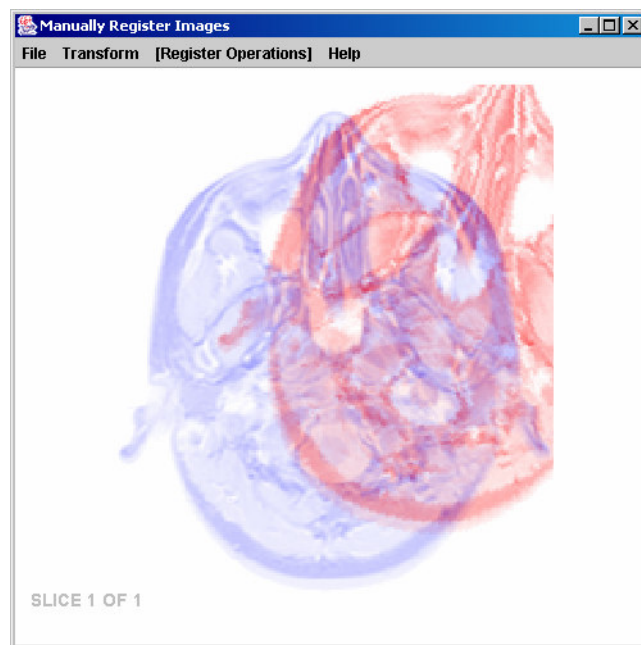 Manually Register Images
File Transform [Register Operations] Help
SLICE 1 OF 1